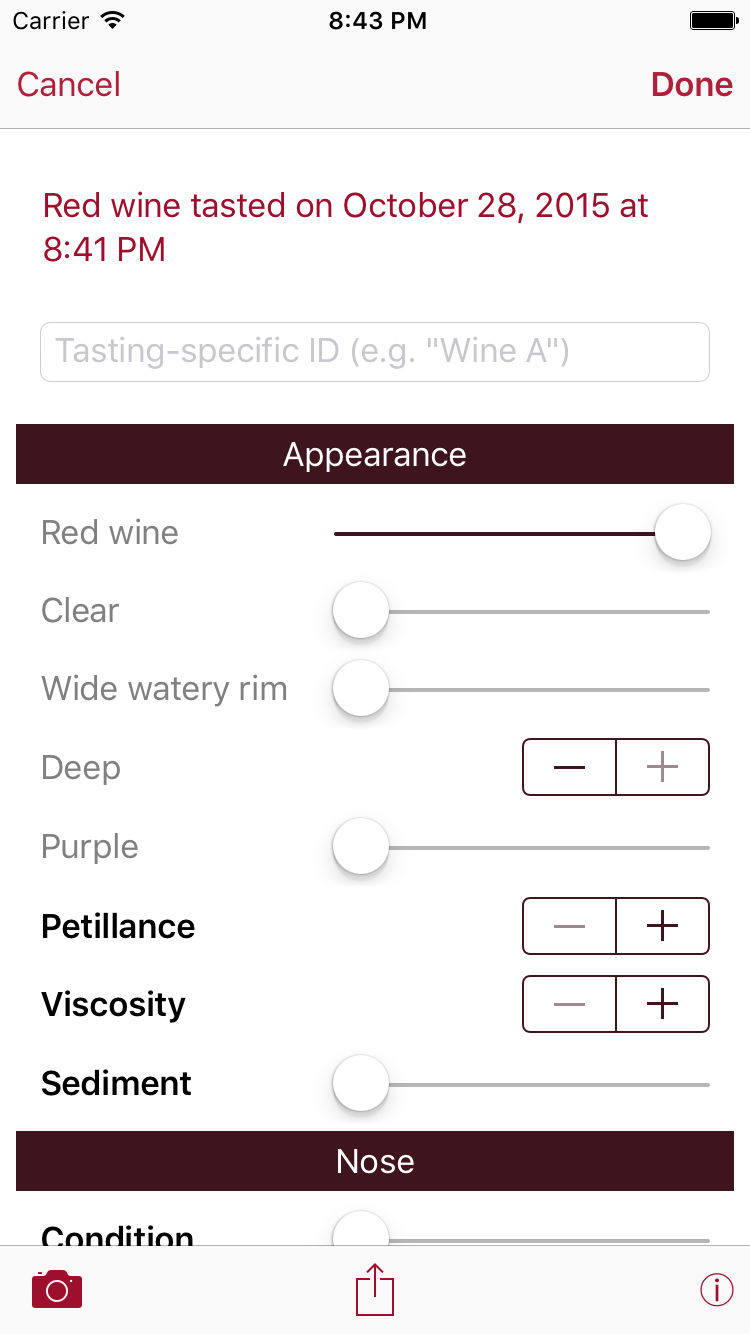 Carrier 8:43 PM
Cancel Done
Red wine tasted on October 28, 2015 at
8:41 PM
Tasting-specific ID (e.g. "Wine A")
Appearance
Red wine
Clear
Wide watery rim
Deep
Purple
Petillance
Viscosity
Sediment
Nose
Condition